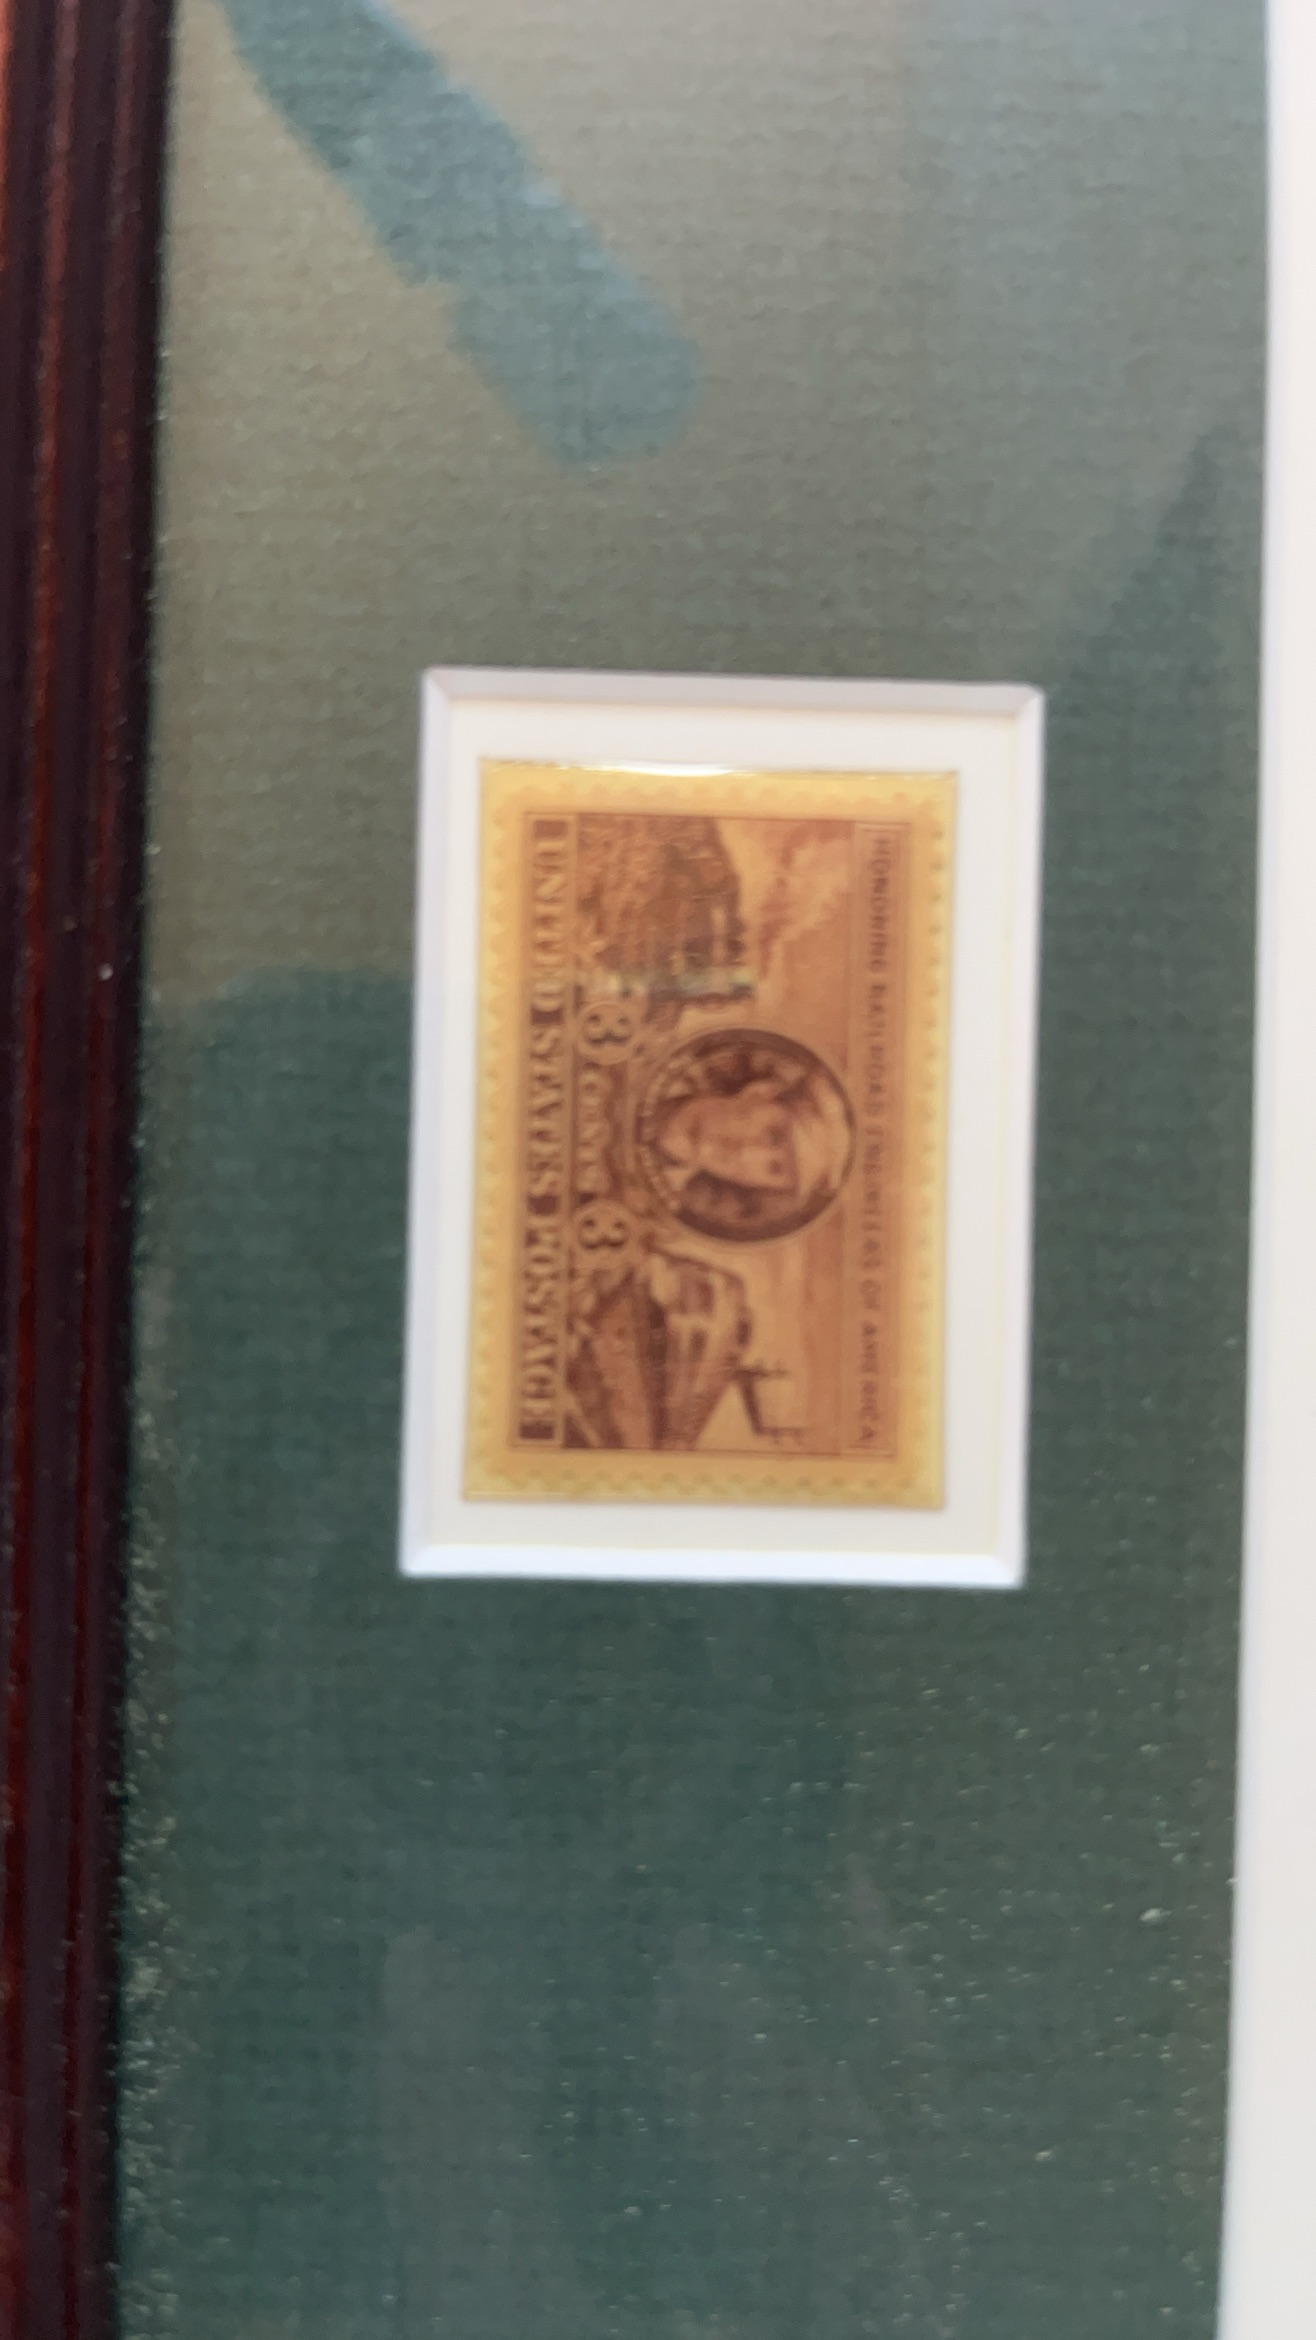 HONORING RAILROAD ENGINEERS OF AMERICA
3 CENTS 3
UNITED STATES POSTAGE